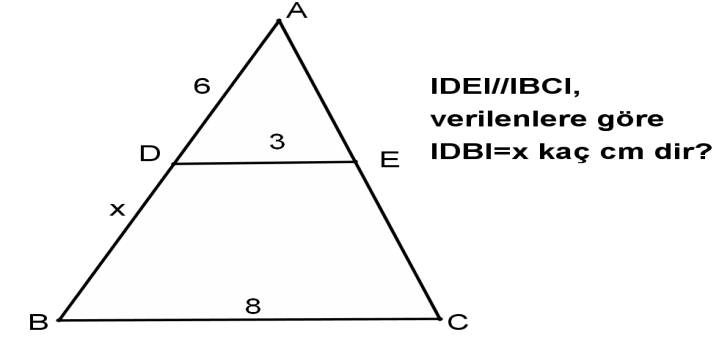 A
6
IDEI//IBCI,
verilenlere göre
IDBI=x kaç cm dir?
D
3
E
x
B
8
C